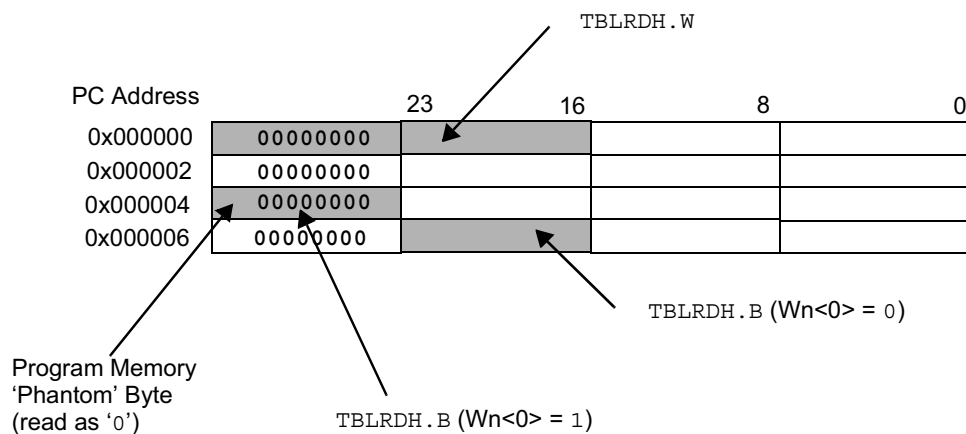 TBLRDH.W
PC Address
23 16 8 0
0x000000 00000000
0x000002 00000000
0x000004 00000000
0x000006 00000000
TBLRDH.B (Wn<0> = 0)
Program Memory
‘Phantom’ Byte
(read as ‘0’)
TBLRDH.B (Wn<0> = 1)